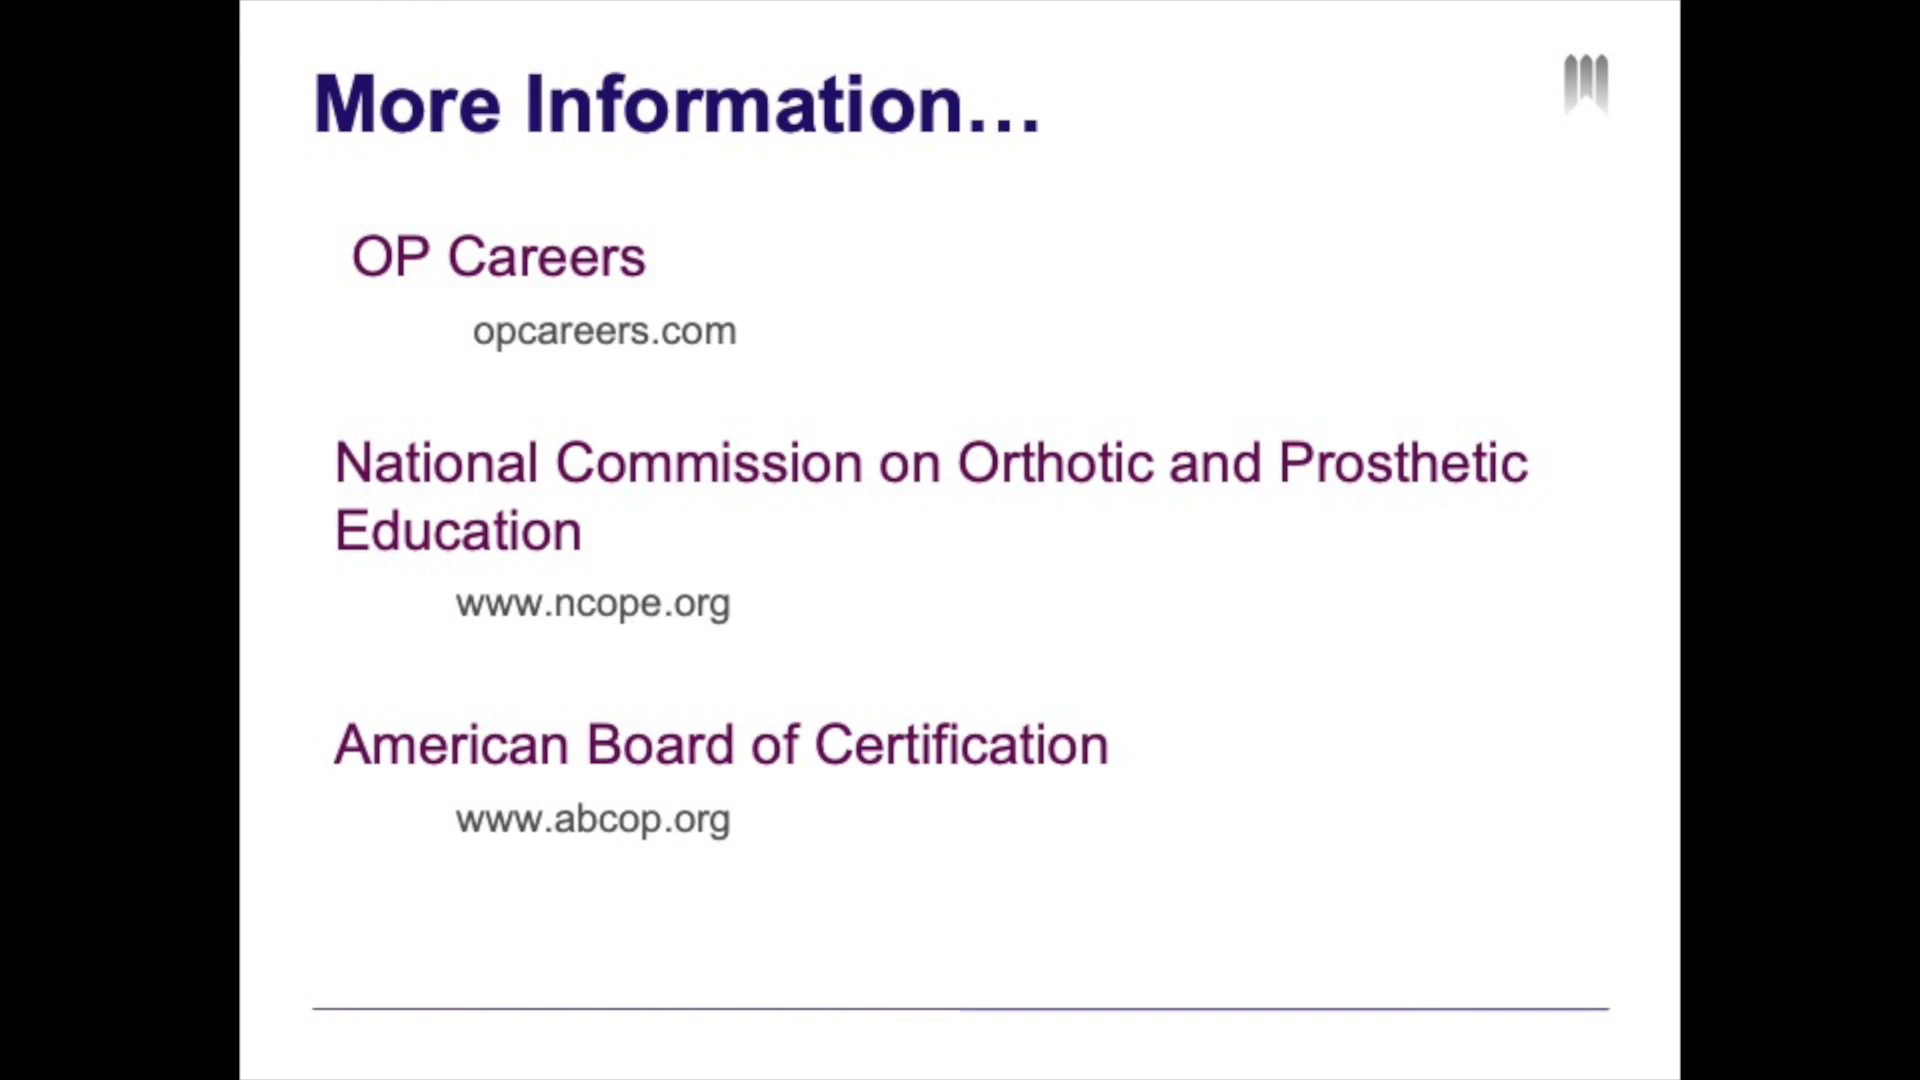 More Information…
OP Careers
opcareers.com
National Commission on Orthotic and Prosthetic
Education
www.ncope.org
American Board of Certification
www.abcop.org